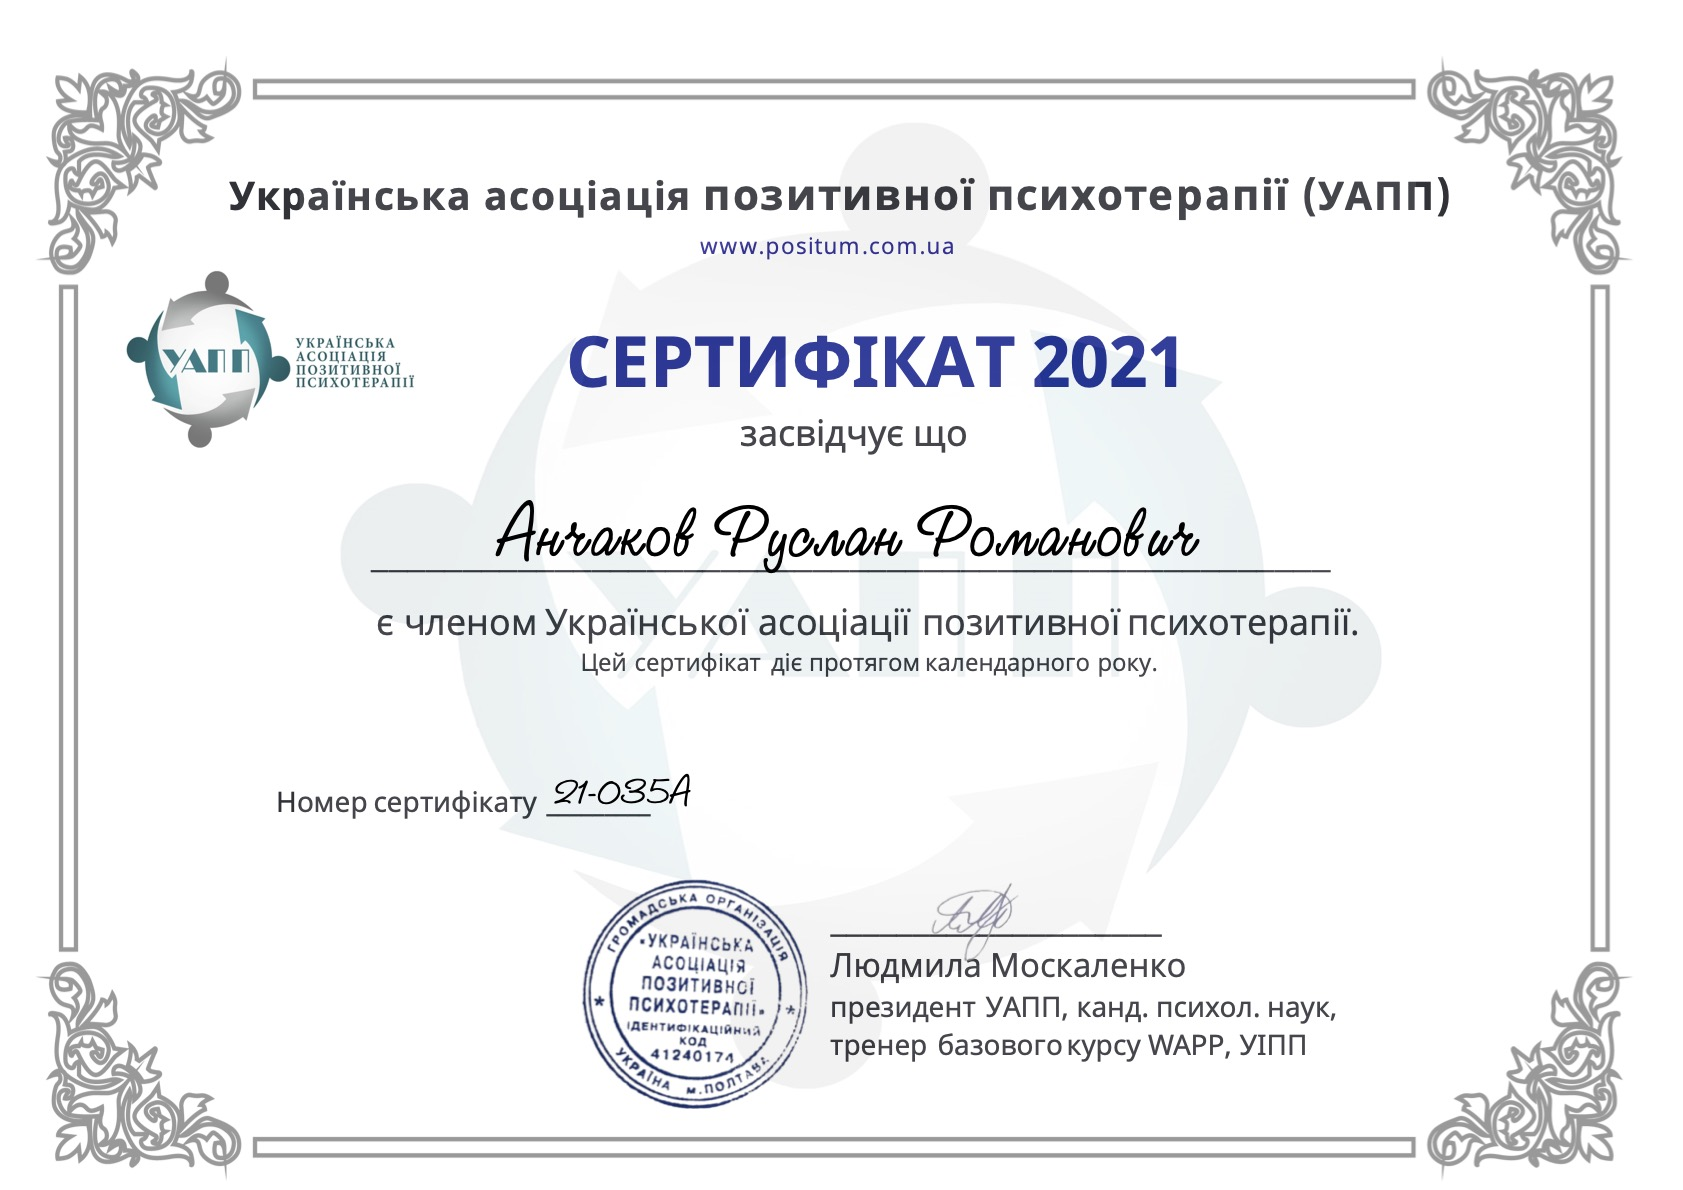 Українська асоціація позитивної психотерапії (УАПП)
www.positum.com.ua
УАПП
УКРАЇНСЬКА
АСОЦІАЦІЯ
ПОЗИТИВНОЇ
ПСИХОТЕРАПІЇ
СЕРТИФІКАТ 2021
засвідчує що
Анчаков Руслан Романович
є членом Української асоціації позитивної психотерапії.
Цей сертифікат діє протягом календарного року.
УАПП
Номер сертифікату 21-035А
ГРОМАДСЬКА ОРГАНІЗАЦІЯ
«УКРАЇНСЬКА
АСОЦІАЦІЯ
ПОЗИТИВНОЇ
ПСИХОТЕРАПІЇ»
ІДЕНТИФІКАЦІЙНИЙ
КОД
41240174
* УКРАЇНА м.ПОЛТАВА *
Людмила Москаленко
президент УАПП, канд. психол. наук,
тренер базового курсу WAPP, УІПП